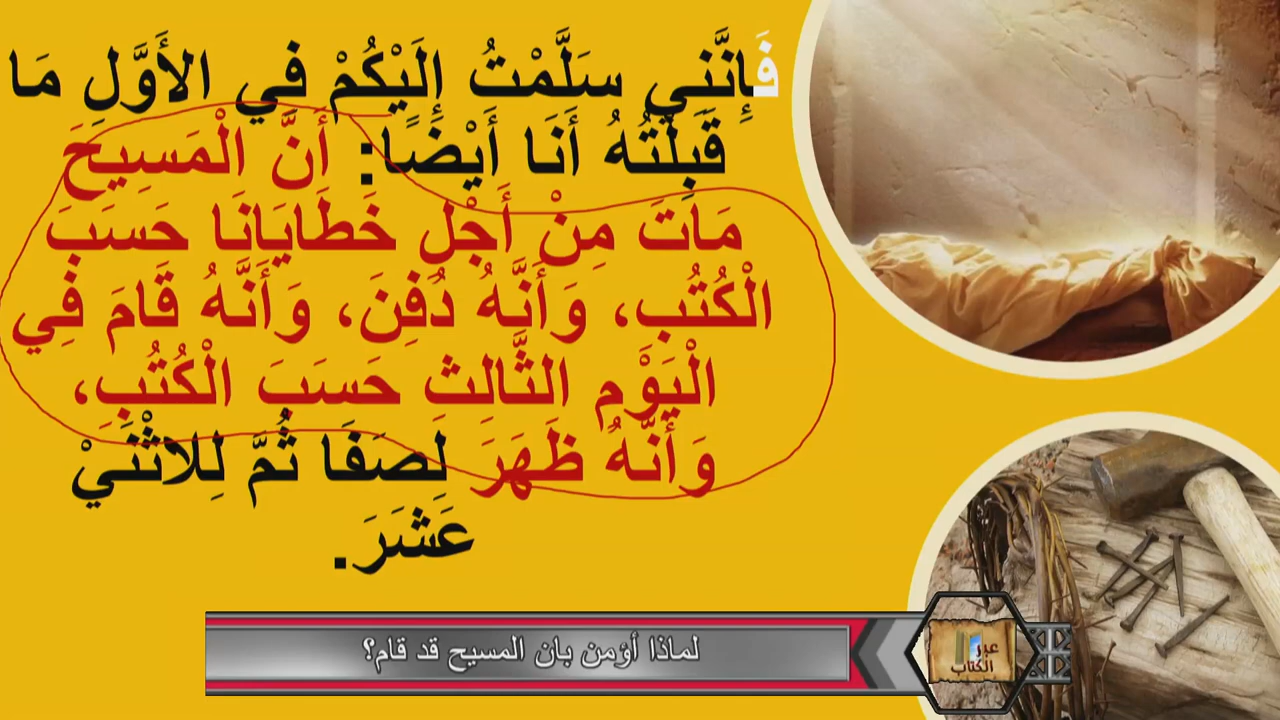 فَإِنَّنِي سَلَّمْتُ إِلَيْكُمْ فِي الأَوَّلِ مَا
قَبِلْتُهُ أَنَا أَيْضًا: أَنَّ الْمَسِيحَ
مَاتَ مِنْ أَجْلِ خَطَايَانَا حَسَبَ
الْكُتُبِ، وَأَنَّهُ دُفِنَ، وَأَنَّهُ قَامَ فِي
الْيَوْمِ الثَّالِثِ حَسَبَ الْكُتُبِ،
وَأَنَّهُ ظَهَرَ لِصَفَا ثُمَّ لِلاثْنَيْ
عَشَرَ.
لماذا أؤمن بان المسيح قد قام؟
عبر
الكتاب